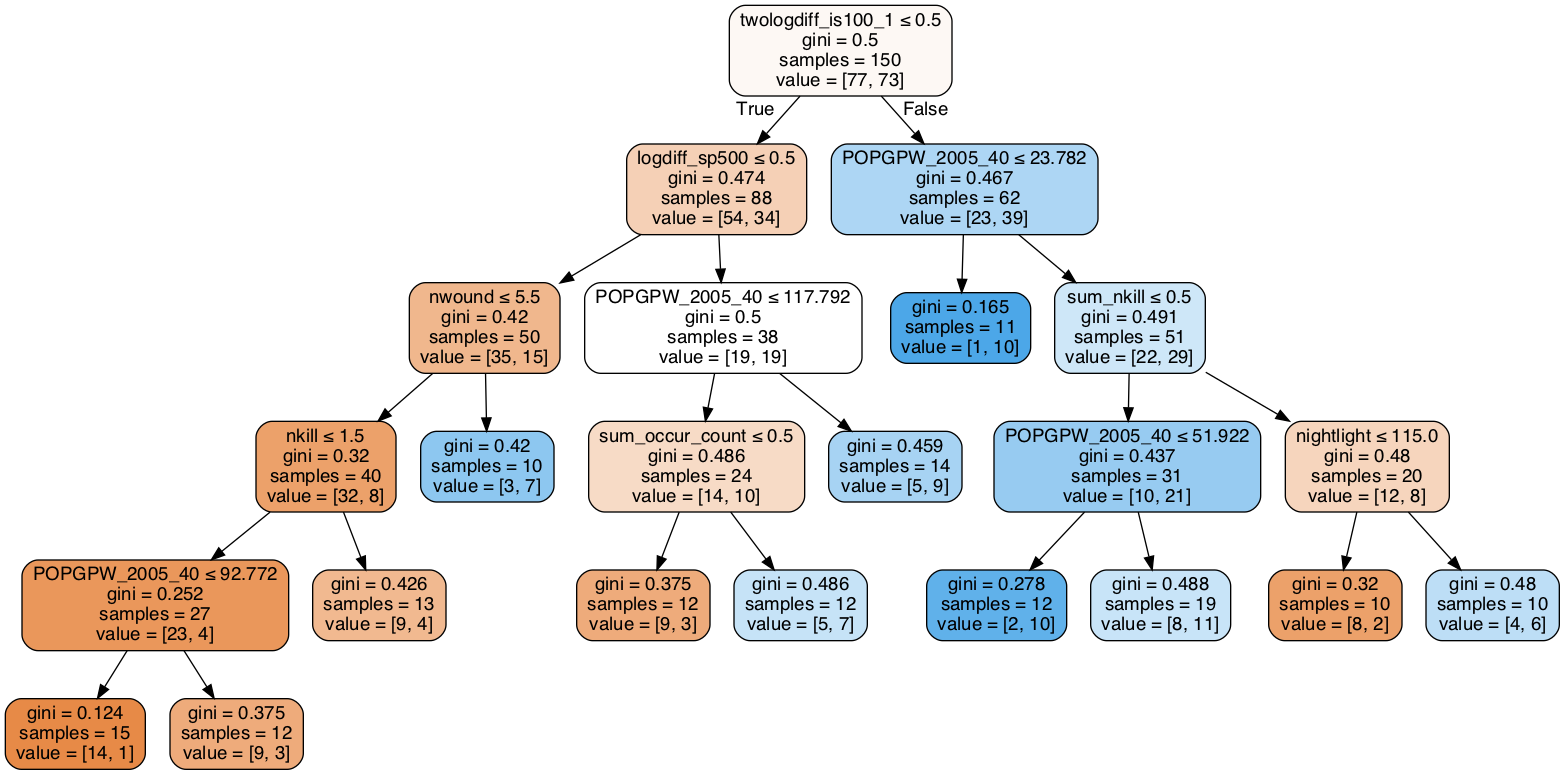 twologdiff_is100_1 ≤ 0.5
gini = 0.5
samples = 150
value = [77, 73]
True
False
logdiff_sp500 ≤ 0.5
gini = 0.474
samples = 88
value = [54, 34]
POPGPW_2005_40 ≤ 23.782
gini = 0.467
samples = 62
value = [23, 39]
nwound ≤ 5.5
gini = 0.42
samples = 50
value = [35, 15]
POPGPW_2005_40 ≤ 117.792
gini = 0.5
samples = 38
value = [19, 19]
gini = 0.165
samples = 11
value = [1, 10]
sum_nkill ≤ 0.5
gini = 0.491
samples = 51
value = [22, 29]
nkill ≤ 1.5
gini = 0.32
samples = 40
value = [32, 8]
gini = 0.42
samples = 10
value = [3, 7]
sum_occur_count ≤ 0.5
gini = 0.486
samples = 24
value = [14, 10]
gini = 0.459
samples = 14
value = [5, 9]
POPGPW_2005_40 ≤ 51.922
gini = 0.437
samples = 31
value = [10, 21]
nightlight ≤ 115.0
gini = 0.48
samples = 20
value = [12, 8]
POPGPW_2005_40 ≤ 92.772
gini = 0.252
samples = 27
value = [23, 4]
gini = 0.426
samples = 13
value = [9, 4]
gini = 0.375
samples = 12
value = [9, 3]
gini = 0.486
samples = 12
value = [5, 7]
gini = 0.278
samples = 12
value = [2, 10]
gini = 0.488
samples = 19
value = [8, 11]
gini = 0.32
samples = 10
value = [8, 2]
gini = 0.48
samples = 10
value = [4, 6]
gini = 0.124
samples = 15
value = [14, 1]
gini = 0.375
samples = 12
value = [9, 3]